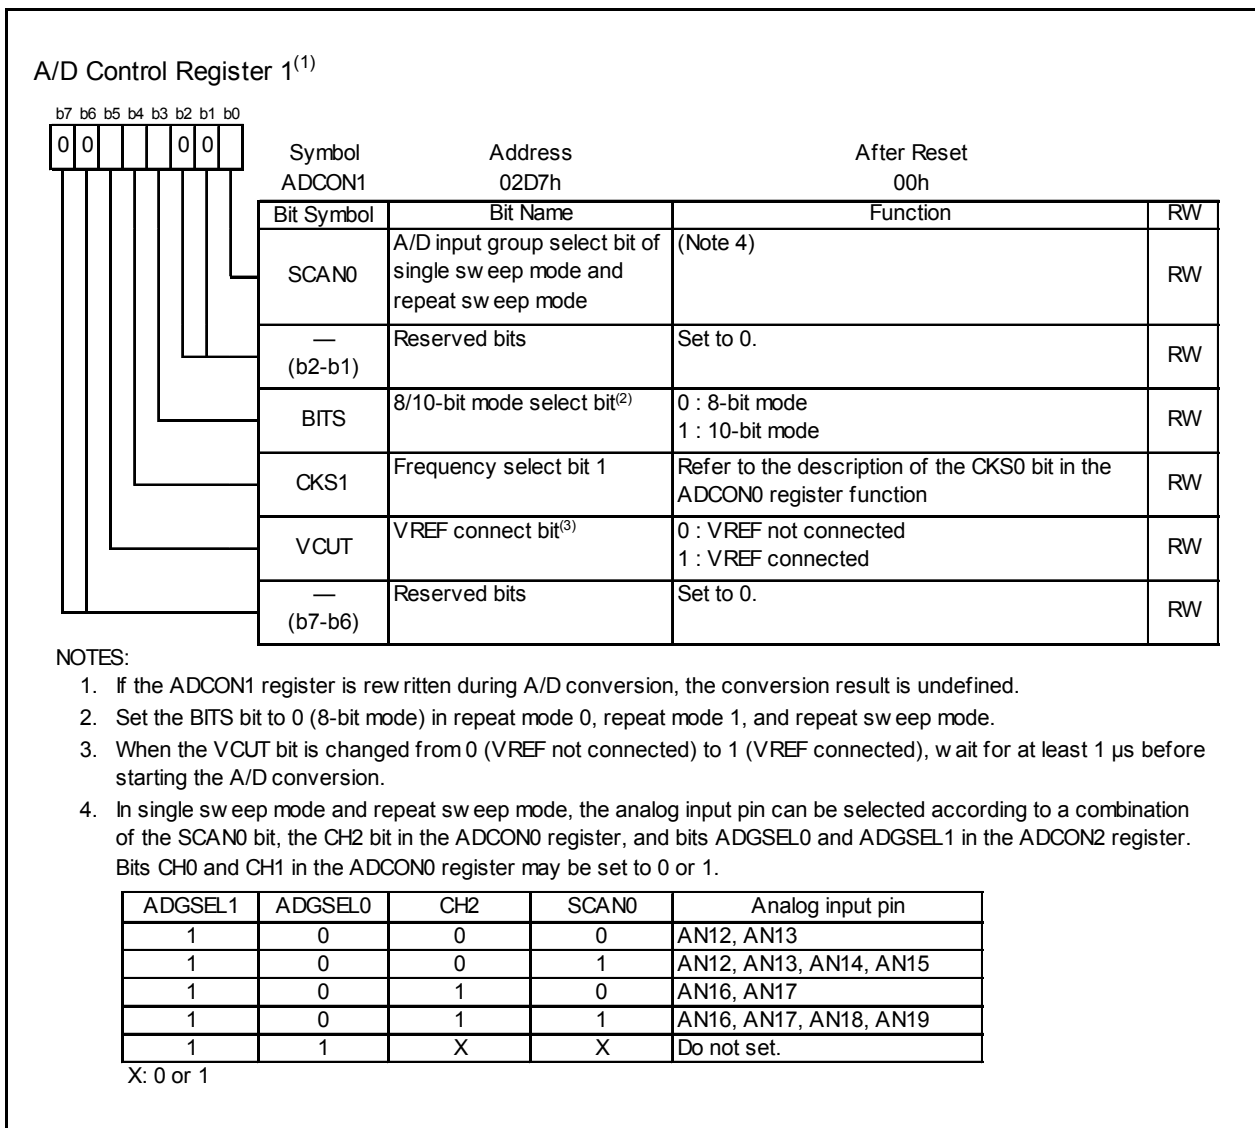 A/D Control Register 1(1)
b7 b6 b5 b4 b3 b2 b1 b0
0 0 0 0
Symbol Address After Reset
ADCON1 02D7h 00h
Bit Symbol Bit Name Function RW
SCAN0 A/D input group select bit of (Note 4) RW
single sweep mode and
repeat sweep mode
— Reserved bits Set to 0. RW
(b2-b1)
BITS 8/10-bit mode select bit(2) 0 : 8-bit mode RW
1 : 10-bit mode
CKS1 Frequency select bit 1 Refer to the description of the CKS0 bit in the RW
ADCON0 register function
VCUT VREF connect bit(3) 0 : VREF not connected RW
1 : VREF connected
— Reserved bits Set to 0. RW
(b7-b6)
NOTES:
1. If the ADCON1 register is rewritten during A/D conversion, the conversion result is undefined.
2. Set the BITS bit to 0 (8-bit mode) in repeat mode 0, repeat mode 1, and repeat sweep mode.
3. When the VCUT bit is changed from 0 (VREF not connected) to 1 (VREF connected), wait for at least 1 µs before
starting the A/D conversion.
4. In single sweep mode and repeat sweep mode, the analog input pin can be selected according to a combination
of the SCAN0 bit, the CH2 bit in the ADCON0 register, and bits ADGSEL0 and ADGSEL1 in the ADCON2 register.
Bits CH0 and CH1 in the ADCON0 register may be set to 0 or 1.
ADGSEL1 ADGSEL0 CH2 SCAN0 Analog input pin
1 0 0 0 AN12, AN13
1 0 0 1 AN12, AN13, AN14, AN15
1 0 1 0 AN16, AN17
1 0 1 1 AN16, AN17, AN18, AN19
1 1 X X Do not set.
X: 0 or 1